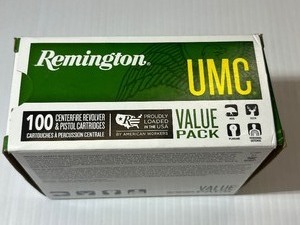 Remington
UMC
100 CENTERFIRE REVOLVER
& PISTOL CARTRIDGES
CARTOUCHES À PERCUSSION CENTRALE
PROUDLY
LOADED
IN THE USA
BY AMERICAN WORKERS
VALUE
PACK
VALUE